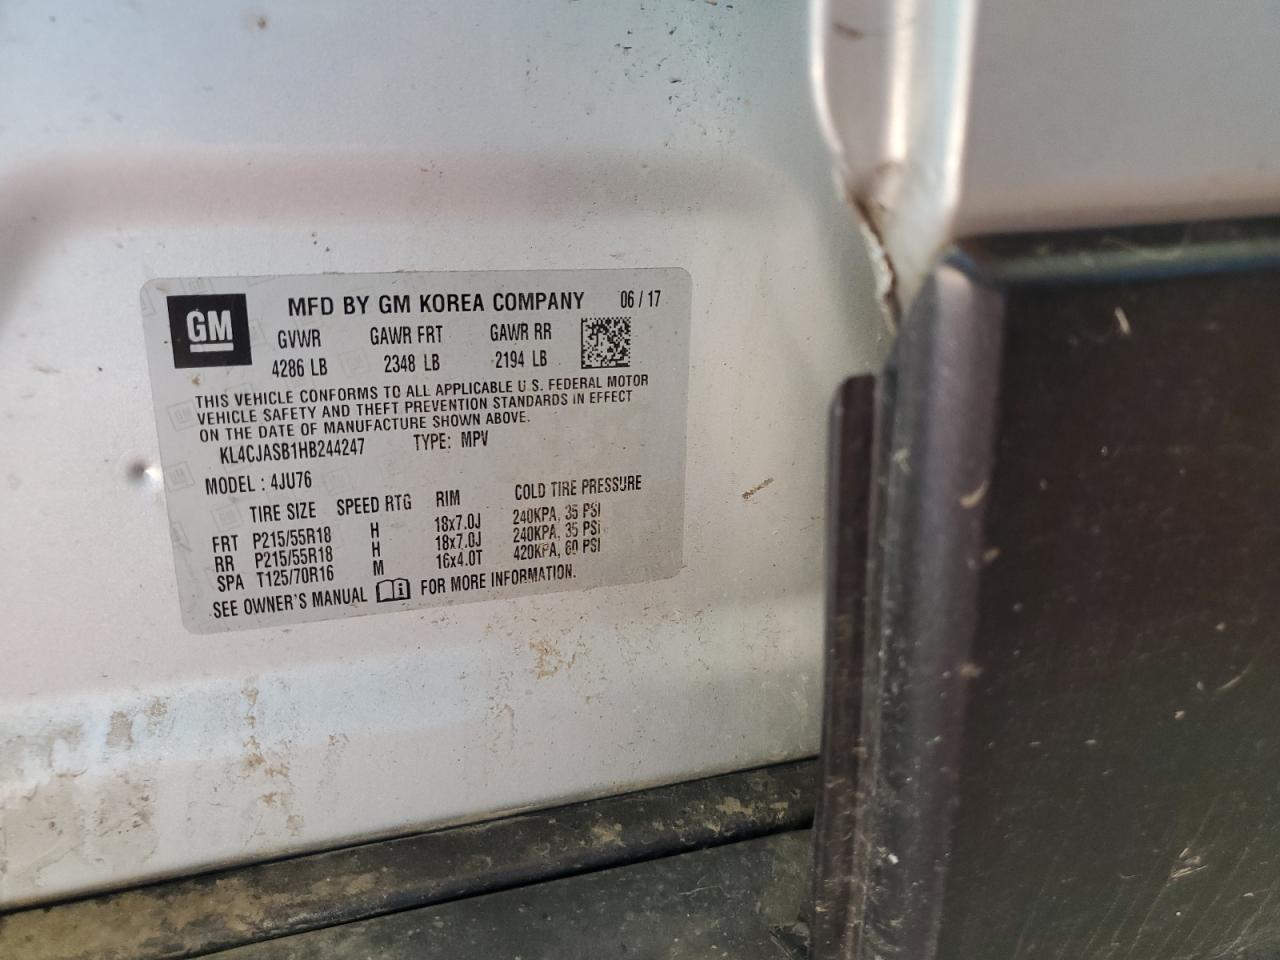 GM MFD BY GM KOREA COMPANY 06 / 17
GVWR GAWR FRT GAWR RR
4286 LB 2348 LB 2194 LB
THIS VEHICLE CONFORMS TO ALL APPLICABLE U.S. FEDERAL MOTOR
VEHICLE SAFETY AND THEFT PREVENTION STANDARDS IN EFFECT
ON THE DATE OF MANUFACTURE SHOWN ABOVE.
KL4CJASB1HB244247 TYPE: MPV
MODEL : 4JU76
TIRE SIZE SPEED RTG RIM COLD TIRE PRESSURE
FRT P215/55R18 H 18x7.0J 240KPA, 35 PSI
RR P215/55R18 H 18x7.0J 240KPA, 35 PSI
SPA T125/70R16 M 16x4.0T 420KPA, 60 PSI
SEE OWNER'S MANUAL FOR MORE INFORMATION.